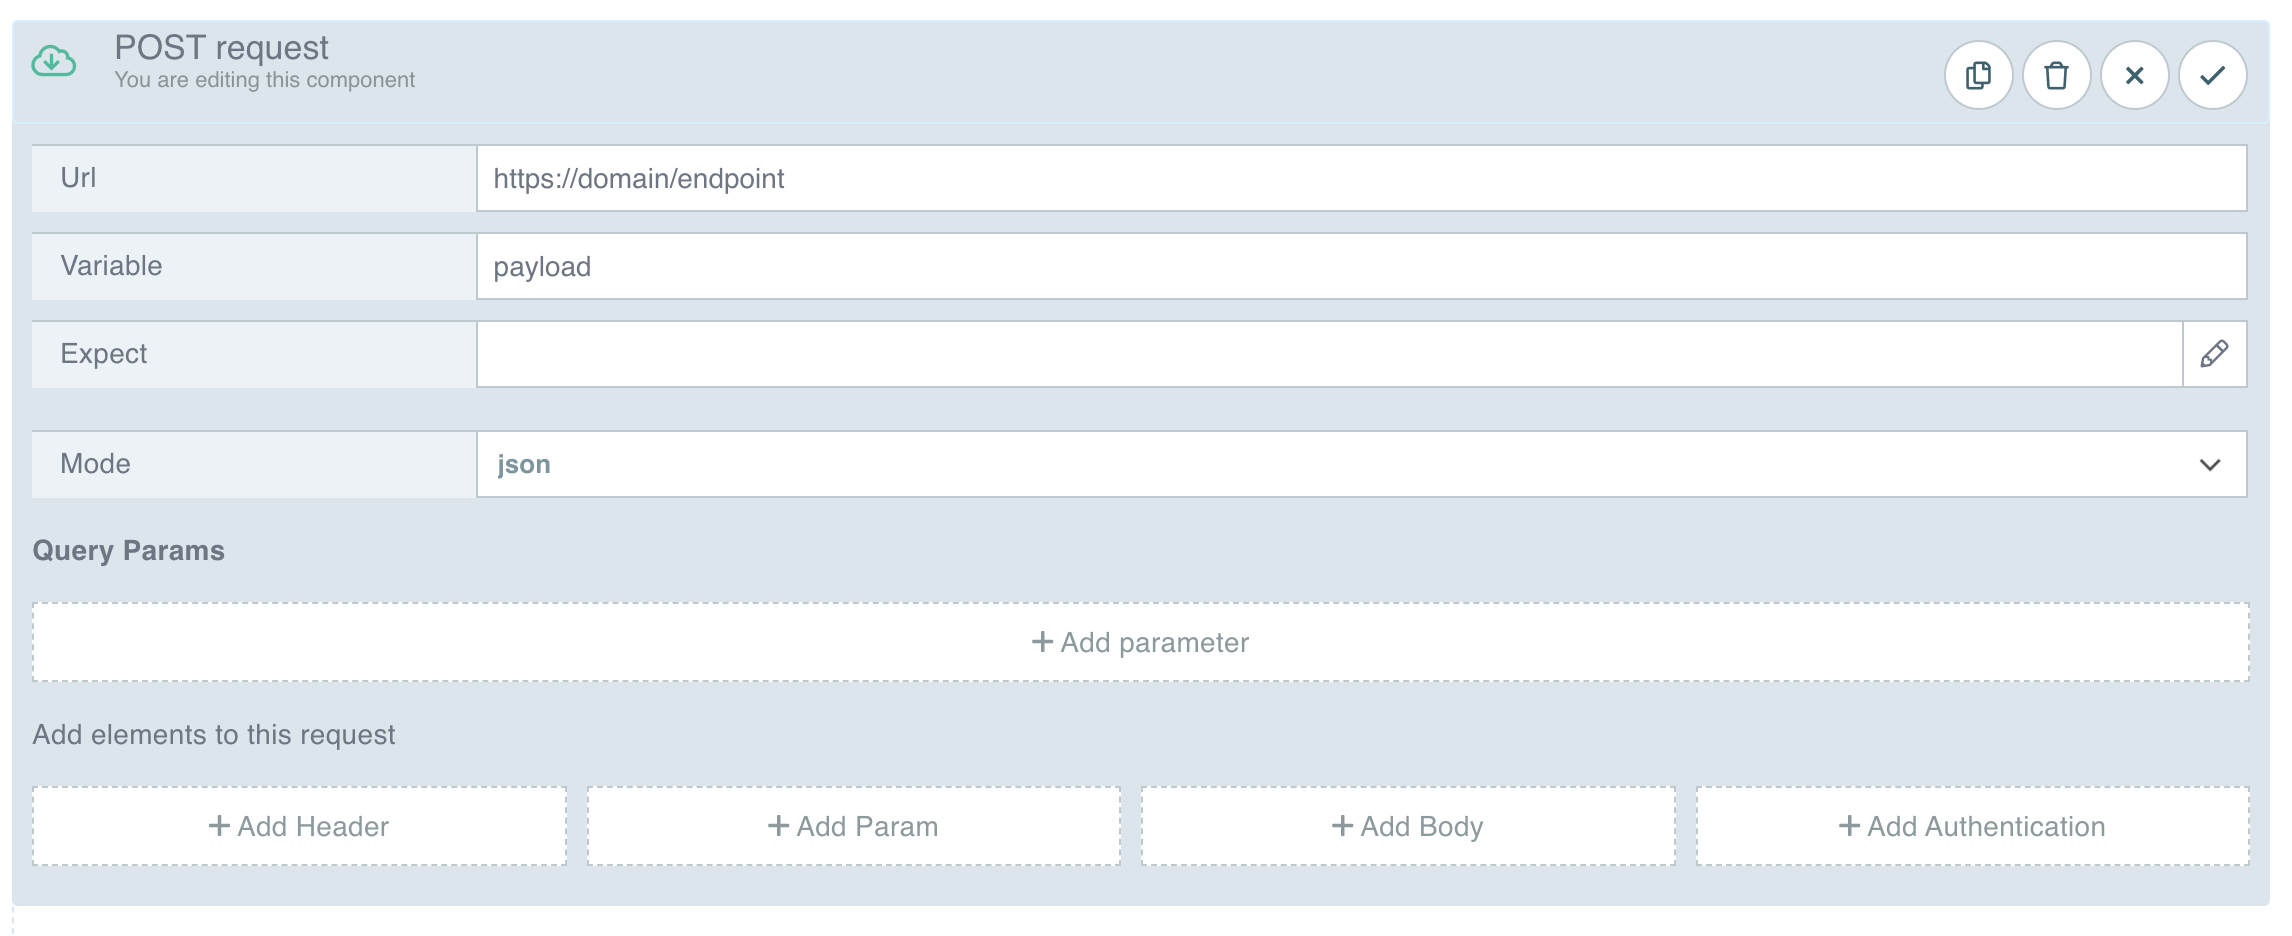 POST request
You are editing this component
Url
https://domain/endpoint
Variable
payload
Expect
Mode
json
Query Params
+ Add parameter
Add elements to this request
+ Add Header
+ Add Param
+ Add Body
+ Add Authentication